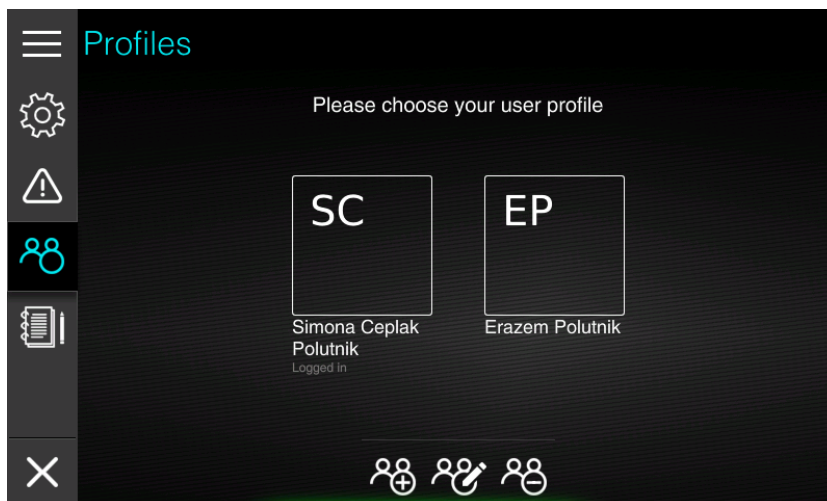 Profiles
Please choose your user profile
SC
EP
Simona Ceplak
Polutnik
Logged in
Erazem Polutnik